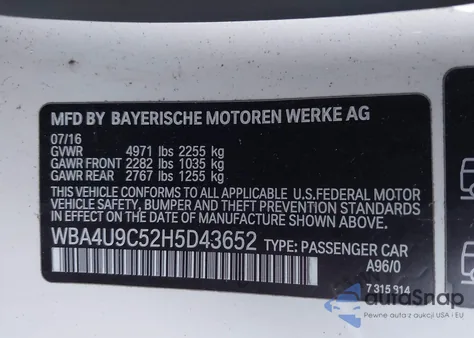 MFD BY BAYERISCHE MOTOREN WERKE AG
07/16
GVWR 4971 lbs 2255 kg
GAWR FRONT 2282 lbs 1035 kg
GAWR REAR 2767 lbs 1255 kg
THIS VEHICLE CONFORMS TO ALL APPLICABLE U.S.FEDERAL MOTOR
VEHICLE SAFETY, BUMPER AND THEFT PREVENTION STANDARDS
IN EFFECT ON THE DATE OF MANUFACTURE SHOWN ABOVE.
WBA4U9C52H5D43652 TYPE: PASSENGER CAR
A96/0
7 315 914
autaSnap
Pewne auta z dostawą z USA i EU